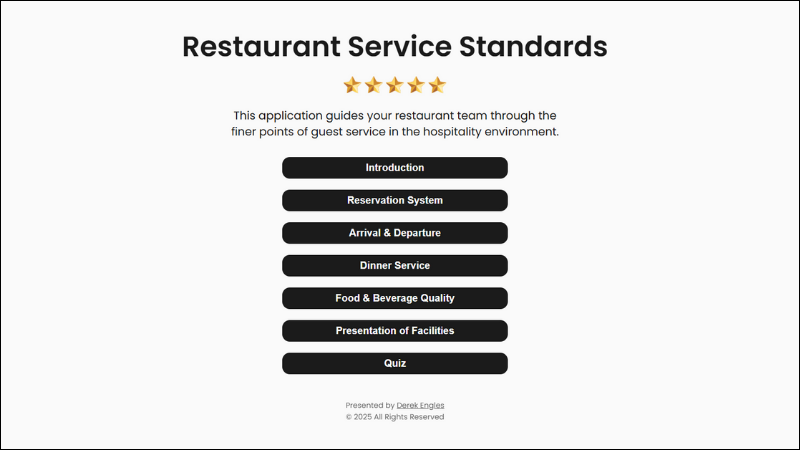 Restaurant Service Standards
This application guides your restaurant team through the
finer points of guest service in the hospitality environment.
Introduction
Reservation System
Arrival & Departure
Dinner Service
Food & Beverage Quality
Presentation of Facilities
Quiz
Presented by Derek Engles
© 2025 All Rights Reserved